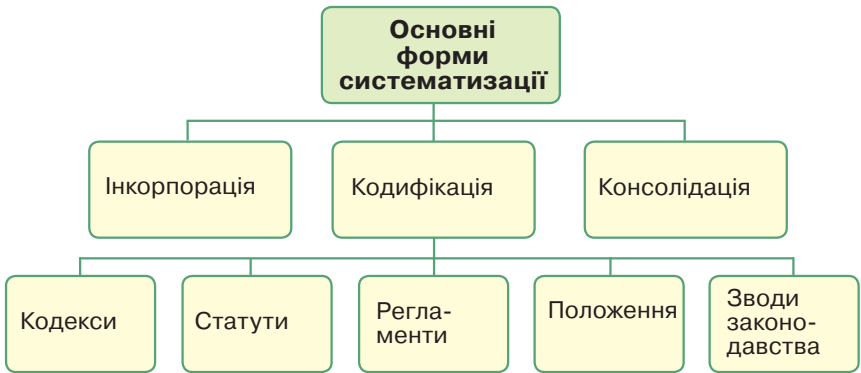 Основні
форми
систематизації
Інкорпорація
Кодифікація
Консолідація
Кодекси
Статути
Регла-
менти
Положення
Зводи
законо-
давства